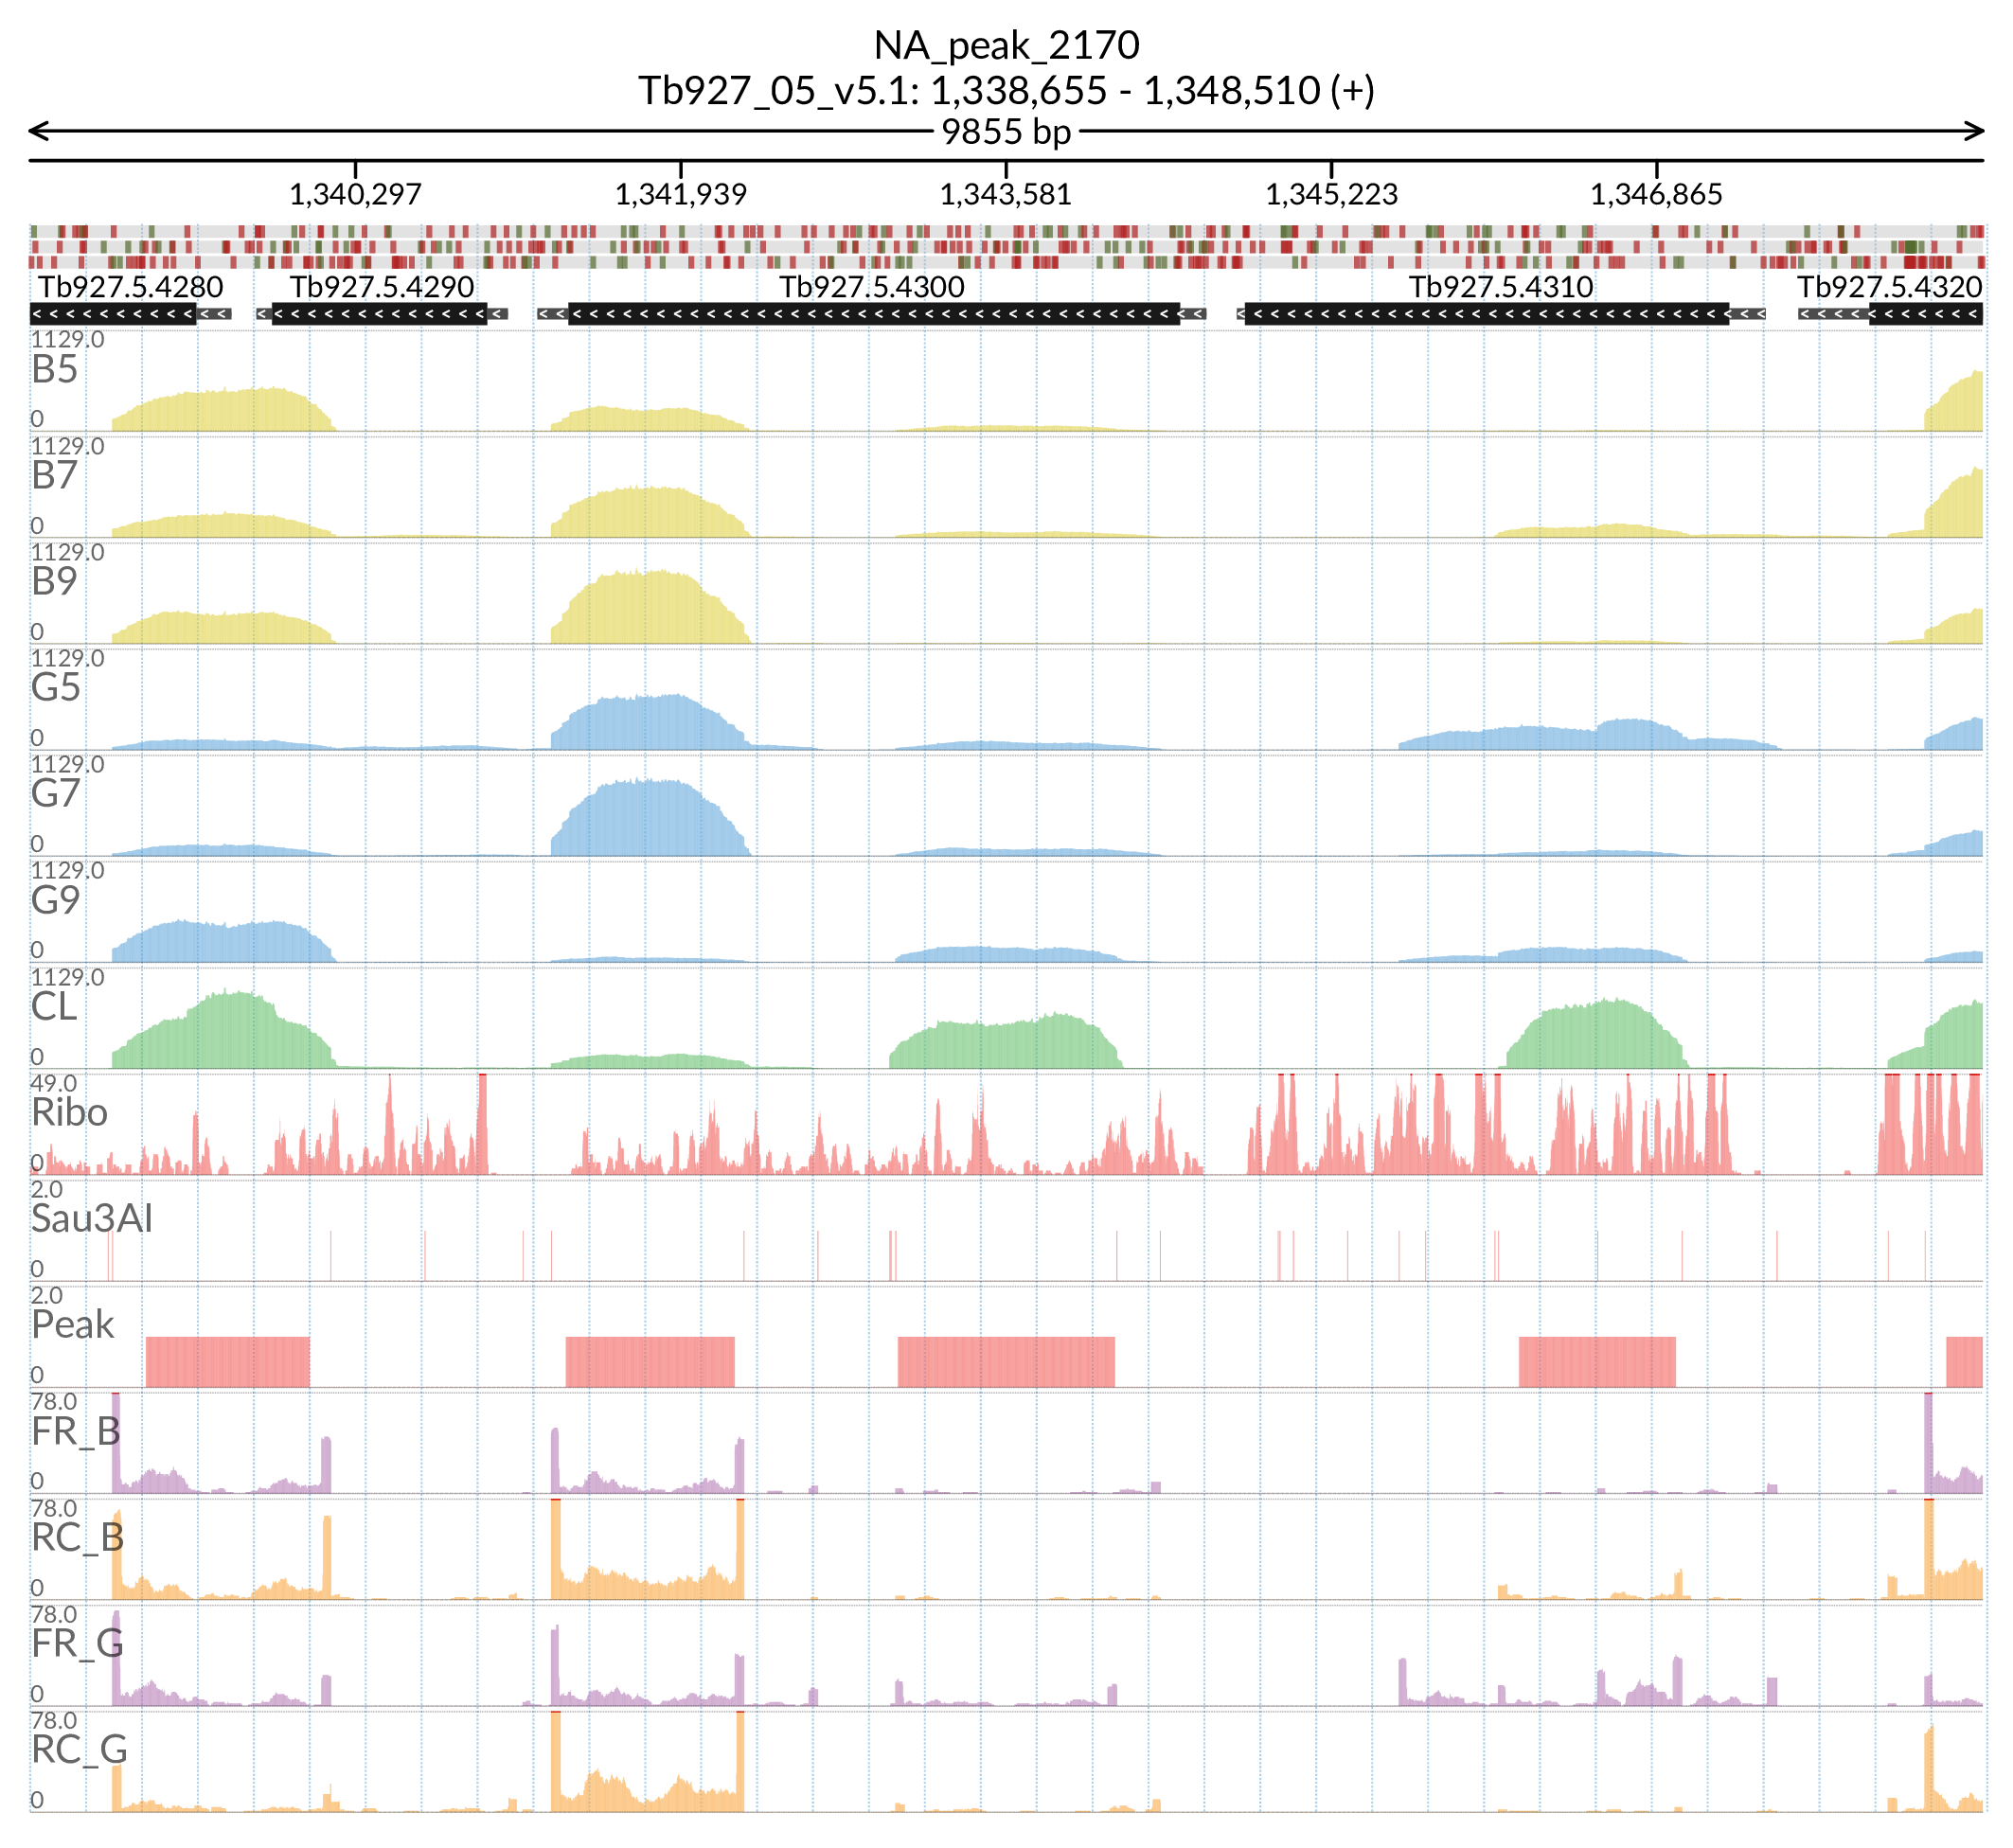 NA_peak_2170
Tb927_05_v5.1: 1,338,655 - 1,348,510 (+)
9855 bp
1,340,297 1,341,939 1,343,581 1,345,223 1,346,865
Tb927.5.4280 Tb927.5.4290 Tb927.5.4300 Tb927.5.4310 Tb927.5.4320
1129.0
B5
0
1129.0
B7
0
1129.0
B9
0
1129.0
G5
0
1129.0
G7
0
1129.0
G9
0
1129.0
CL
0
49.0
Ribo
0
2.0
Sau3AI
0
2.0
Peak
0
78.0
FR_B
0
78.0
RC_B
0
78.0
FR_G
0
78.0
RC_G
0